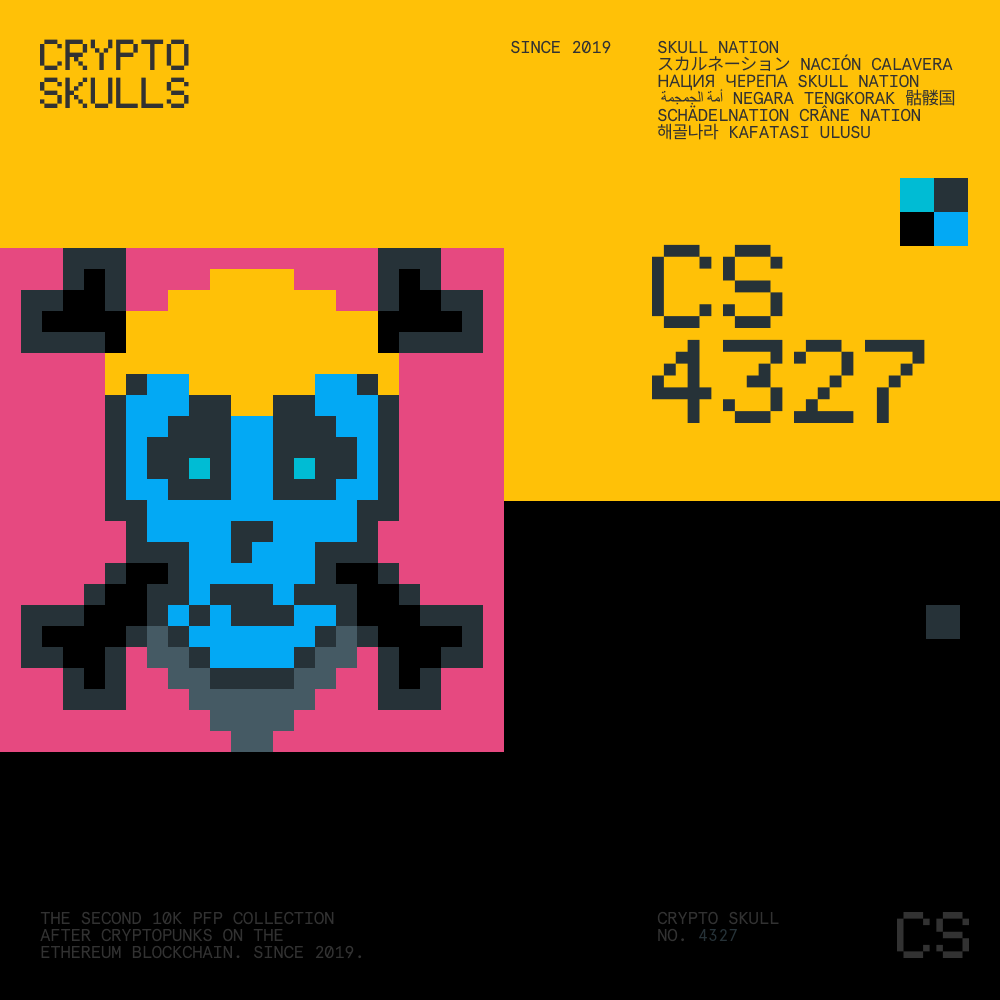 CRYPTO
SKULLS
SINCE 2019
SKULL NATION
スカルネーション NACIÓN CALAVERA
НАЦИЯ ЧЕРЕПА SKULL NATION
أمة الجمجمة NEGARA TENGKORAK 骷髅国
SCHÄDELNATION CRÂNE NATION
해골나라 KAFATASI ULUSU
CS
4327
THE SECOND 10K PFP COLLECTION
AFTER CRYPTOPUNKS ON THE
ETHEREUM BLOCKCHAIN. SINCE 2019.
CRYPTO SKULL
NO. 4327
CS